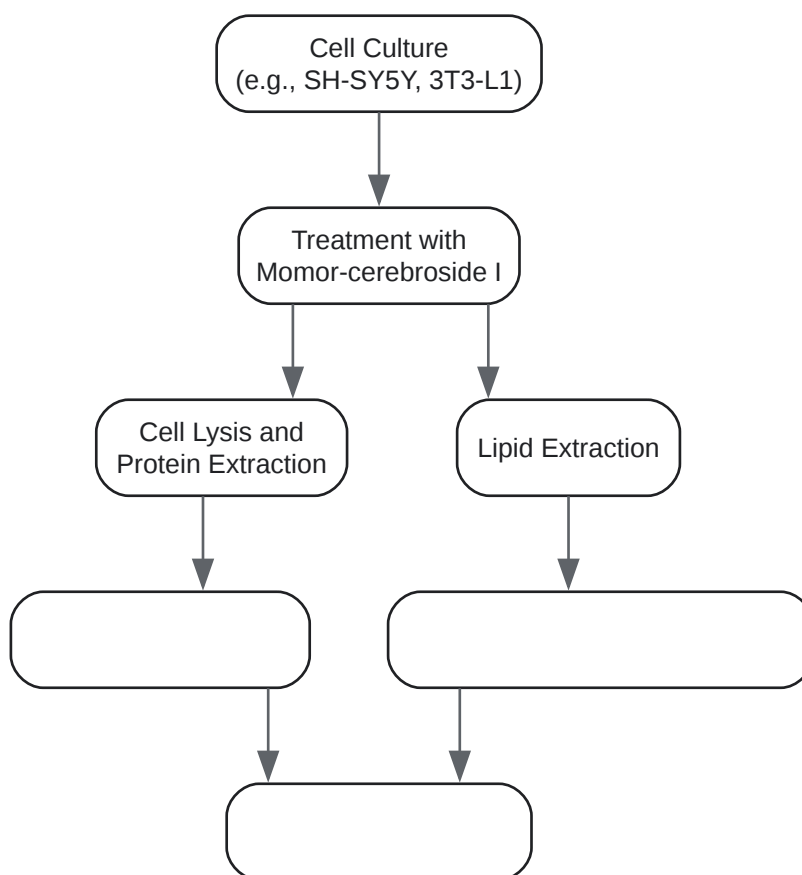 Cell Culture
(e.g., SH-SY5Y, 3T3-L1)
Treatment with
Momor-cerebroside I
Cell Lysis and
Protein Extraction
Lipid Extraction